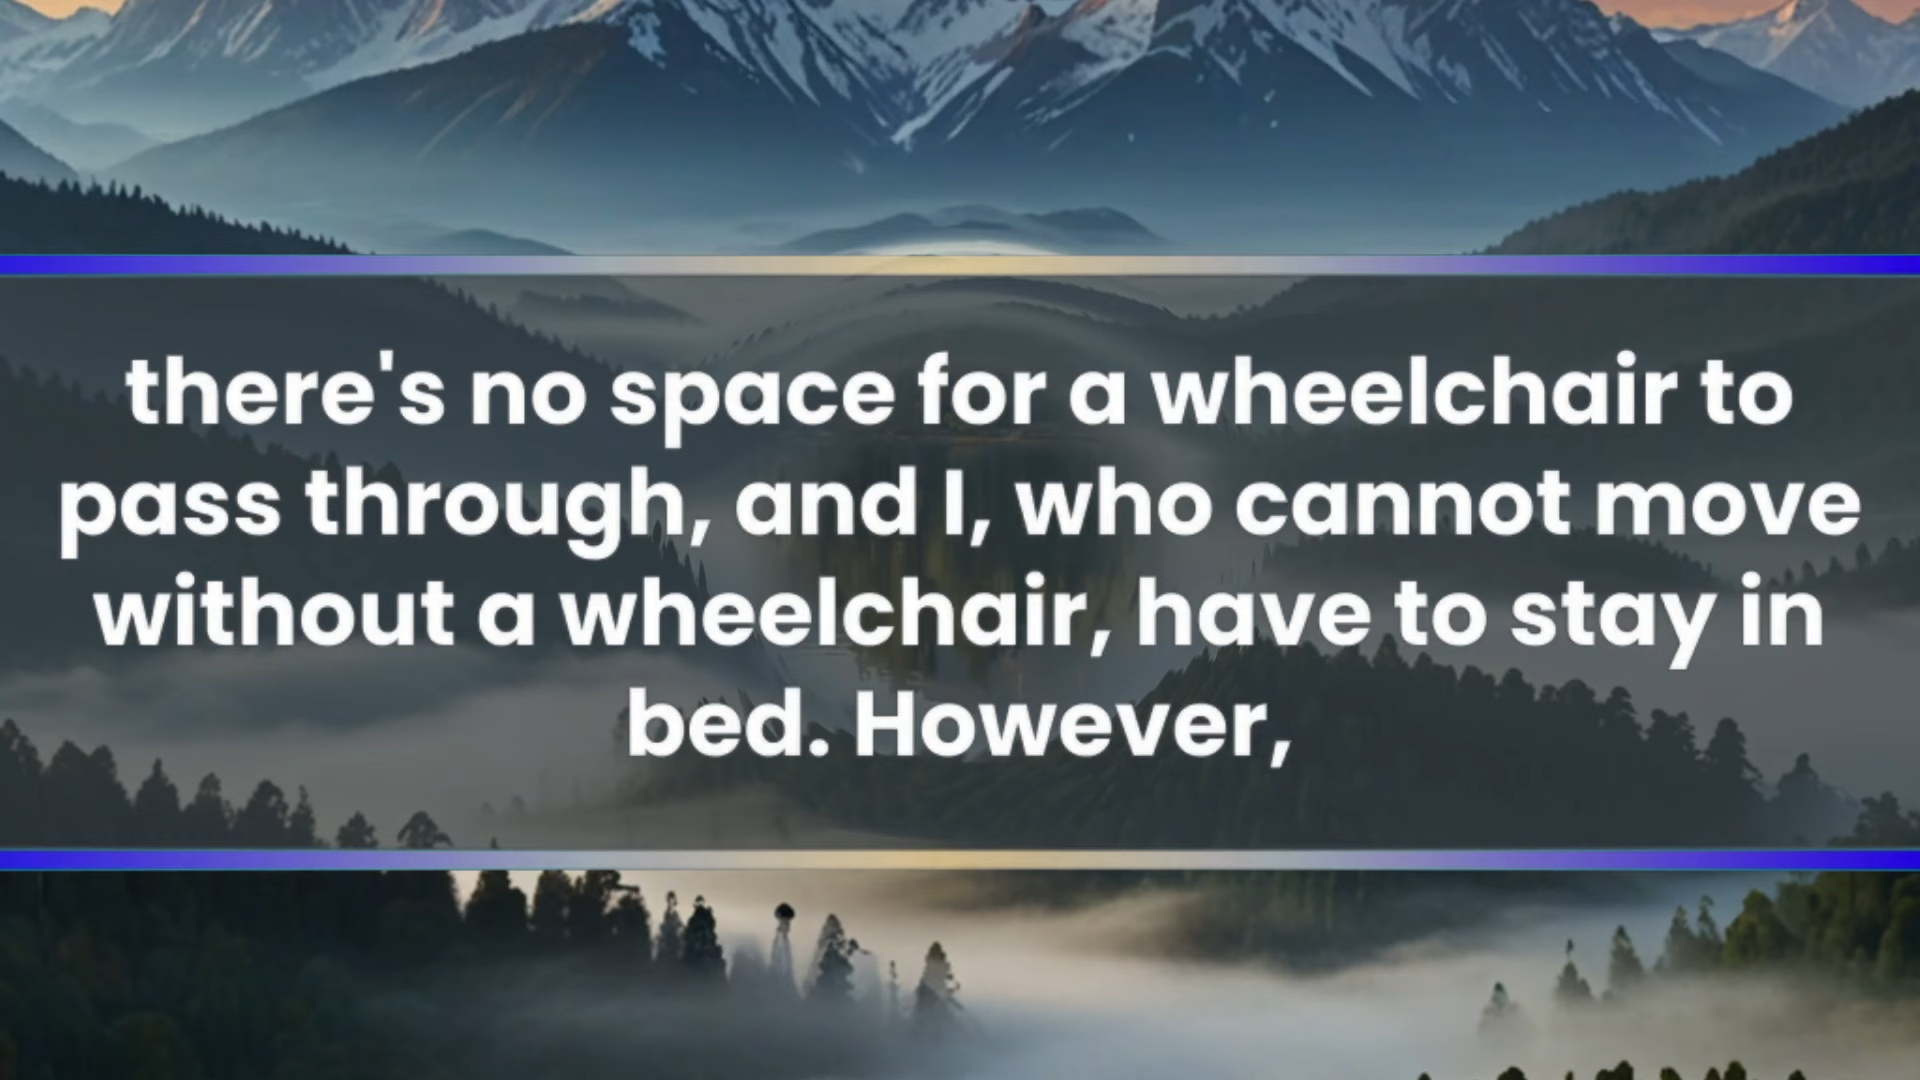 there's no space for a wheelchair to
pass through, and I, who cannot move
without a wheelchair, have to stay in
bed. However,